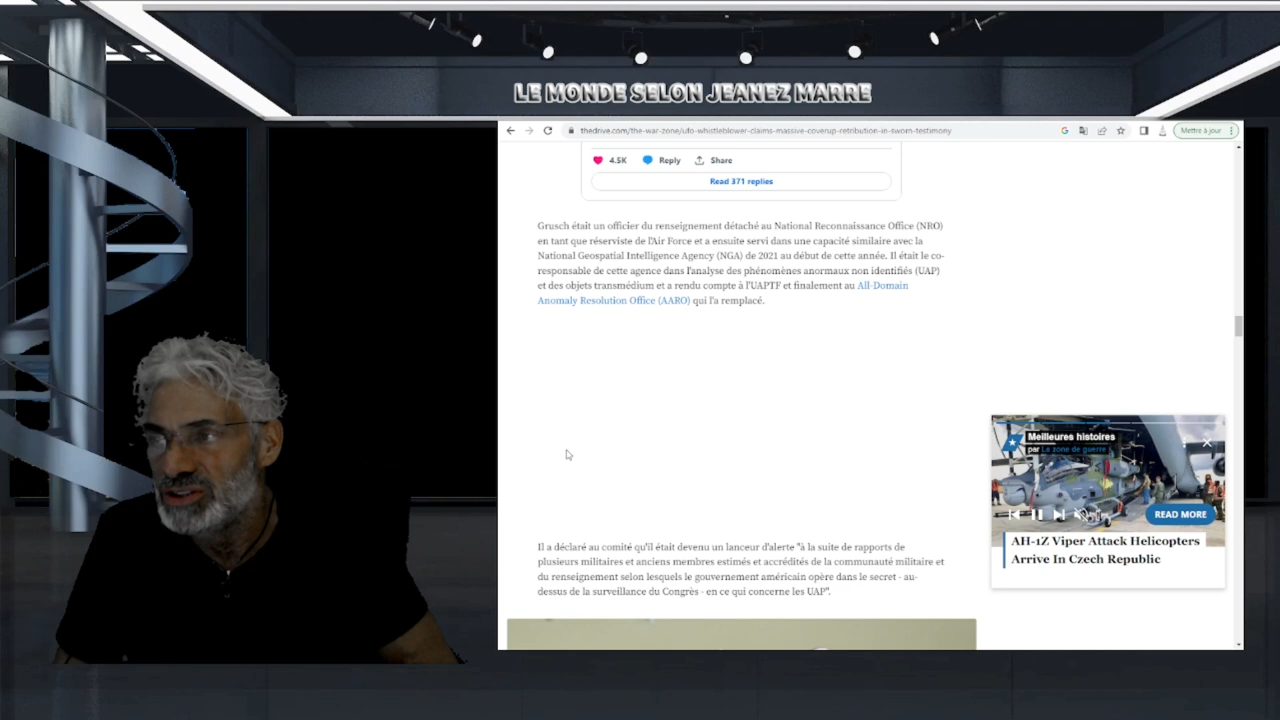 LE MONDE SELON JEANEZ MARRE
thedrive.com/the-war-zone/ufo-whistleblower-claims-massive-coverup-retribution-in-sworn-testimony
Mettre à jour
4.5K Reply Share
Read 371 replies
Grusch était un officier du renseignement détaché au National Reconnaissance Office (NRO)
en tant que réserviste de l'Air Force et a ensuite servi dans une capacité similaire avec la
National Geospatial Intelligence Agency (NGA) de 2021 au début de cette année. Il était le co-
responsable de cette agence dans l'analyse des phénomènes anormaux non identifiés (UAP)
et des objets transmédium et a rendu compte à l'UAPTF et finalement au All-Domain
Anomaly Resolution Office (AARO) qui l'a remplacé.
Meilleures histoires
par La zone de guerre
READ MORE
AH-1Z Viper Attack Helicopters
Arrive In Czech Republic
Il a déclaré au comité qu'il était devenu un lanceur d'alerte "à la suite de rapports de
plusieurs militaires et anciens membres estimés et accrédités de la communauté militaire et
du renseignement selon lesquels le gouvernement américain opère dans le secret - au-
dessus de la surveillance du Congrès - en ce qui concerne les UAP".